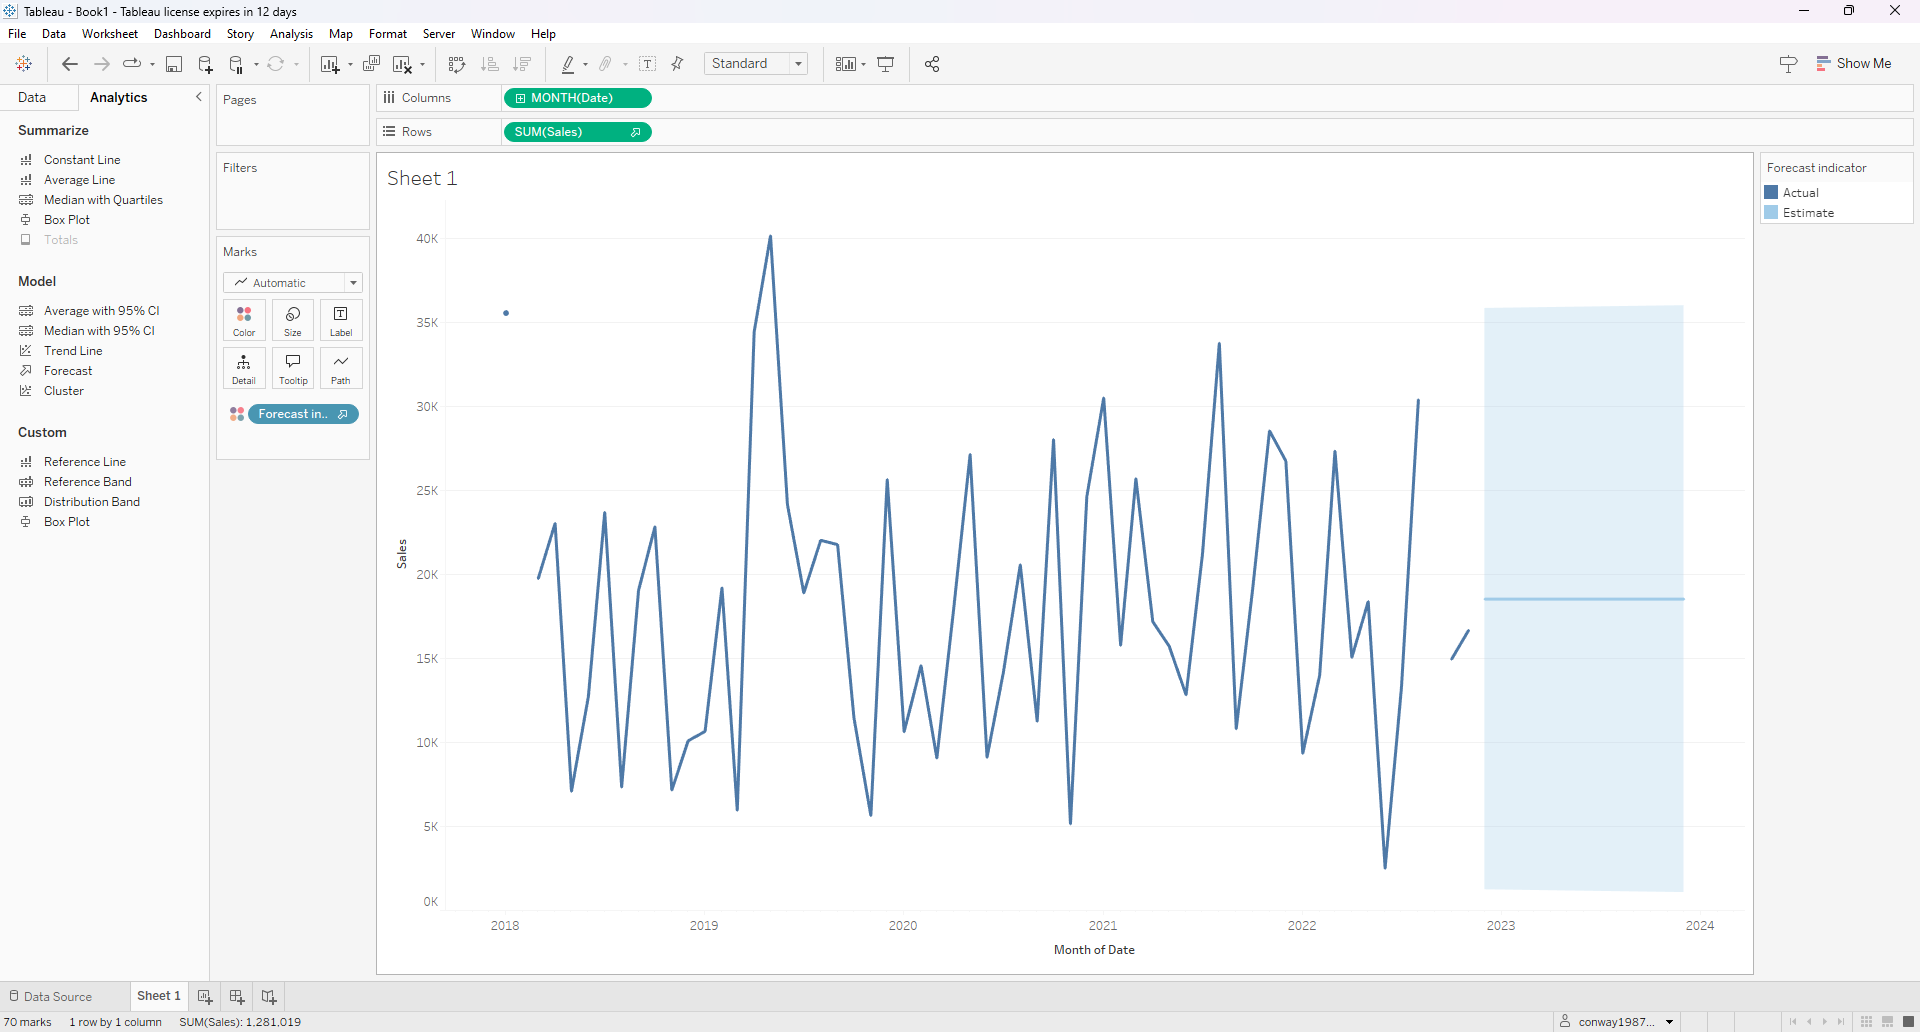 Tableau - Book1 - Tableau license expires in 12 days
File Data Worksheet Dashboard Story Analysis Map Format Server Window Help
Standard
Show Me
Data Analytics
Summarize
Constant Line
Average Line
Median with Quartiles
Box Plot
Totals
Model
Average with 95% CI
Median with 95% CI
Trend Line
Forecast
Cluster
Custom
Reference Line
Reference Band
Distribution Band
Box Plot
Pages
Filters
Marks
Automatic
Color Size Label
Detail Tooltip Path
Forecast in..
Columns MONTH(Date)
Rows SUM(Sales)
Sheet 1
40K
35K
30K
25K
20K
15K
10K
5K
0K
Sales
2018 2019 2020 2021 2022 2023 2024
Month of Date
Forecast indicator
Actual
Estimate
Data Source Sheet 1
70 marks 1 row by 1 column SUM(Sales): 1,281,019
conway1987...